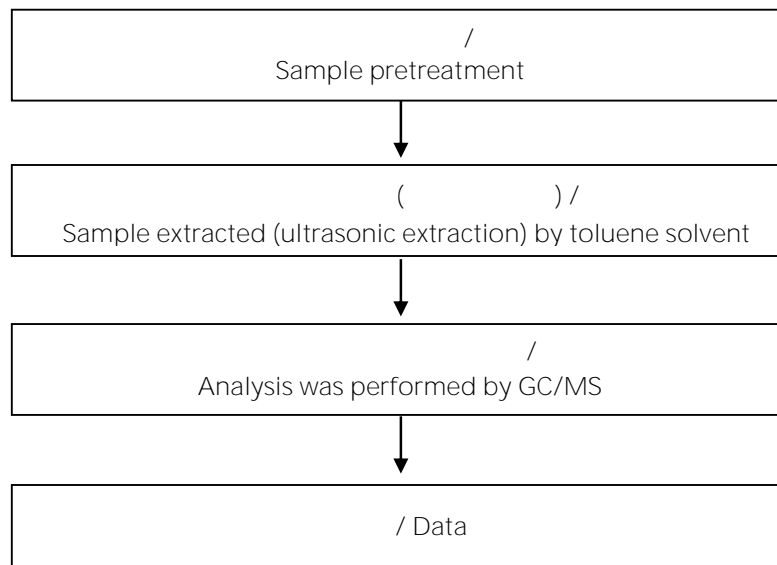 /
Sample pretreatment
( ) /
Sample extracted (ultrasonic extraction) by toluene solvent
/
Analysis was performed by GC/MS
/ Data